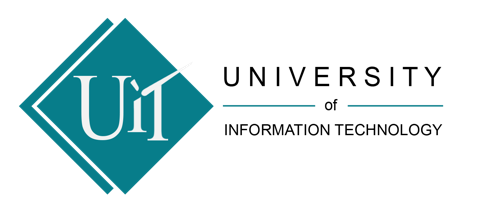 UiT
UNIVERSITY
of
INFORMATION TECHNOLOGY